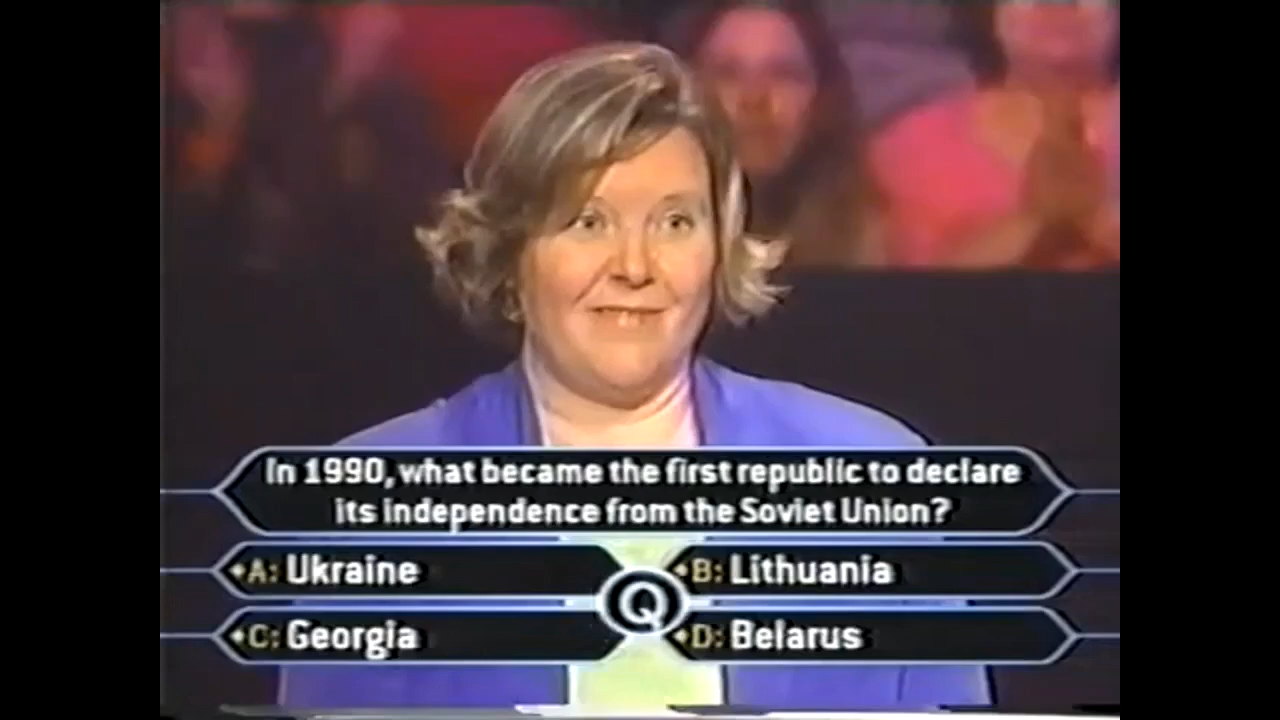 In 1990, what became the first republic to declare
its independence from the Soviet Union?
A: Ukraine
B: Lithuania
Q
C: Georgia
D: Belarus